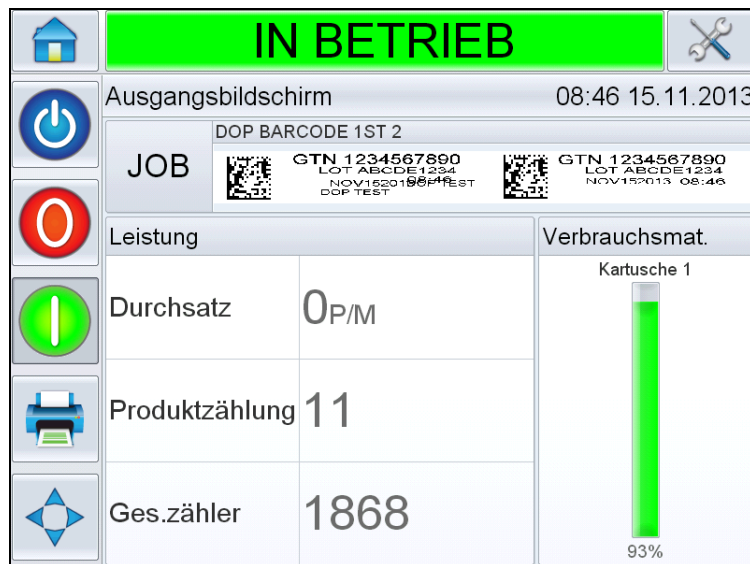 IN BETRIEB
Ausgangsbildschirm 08:46 15.11.2013
DOP BARCODE 1ST 2
JOB
GTN 1234567890
LOT ABCDE1234
DOP TEST
GTN 1234567890
LOT ABCDE1234
NOV152013 08:46
Leistung
Verbrauchsmat.
Kartusche 1
Durchsatz 0P/M
Produktzählung 11
Ges.zähler 1868
93%